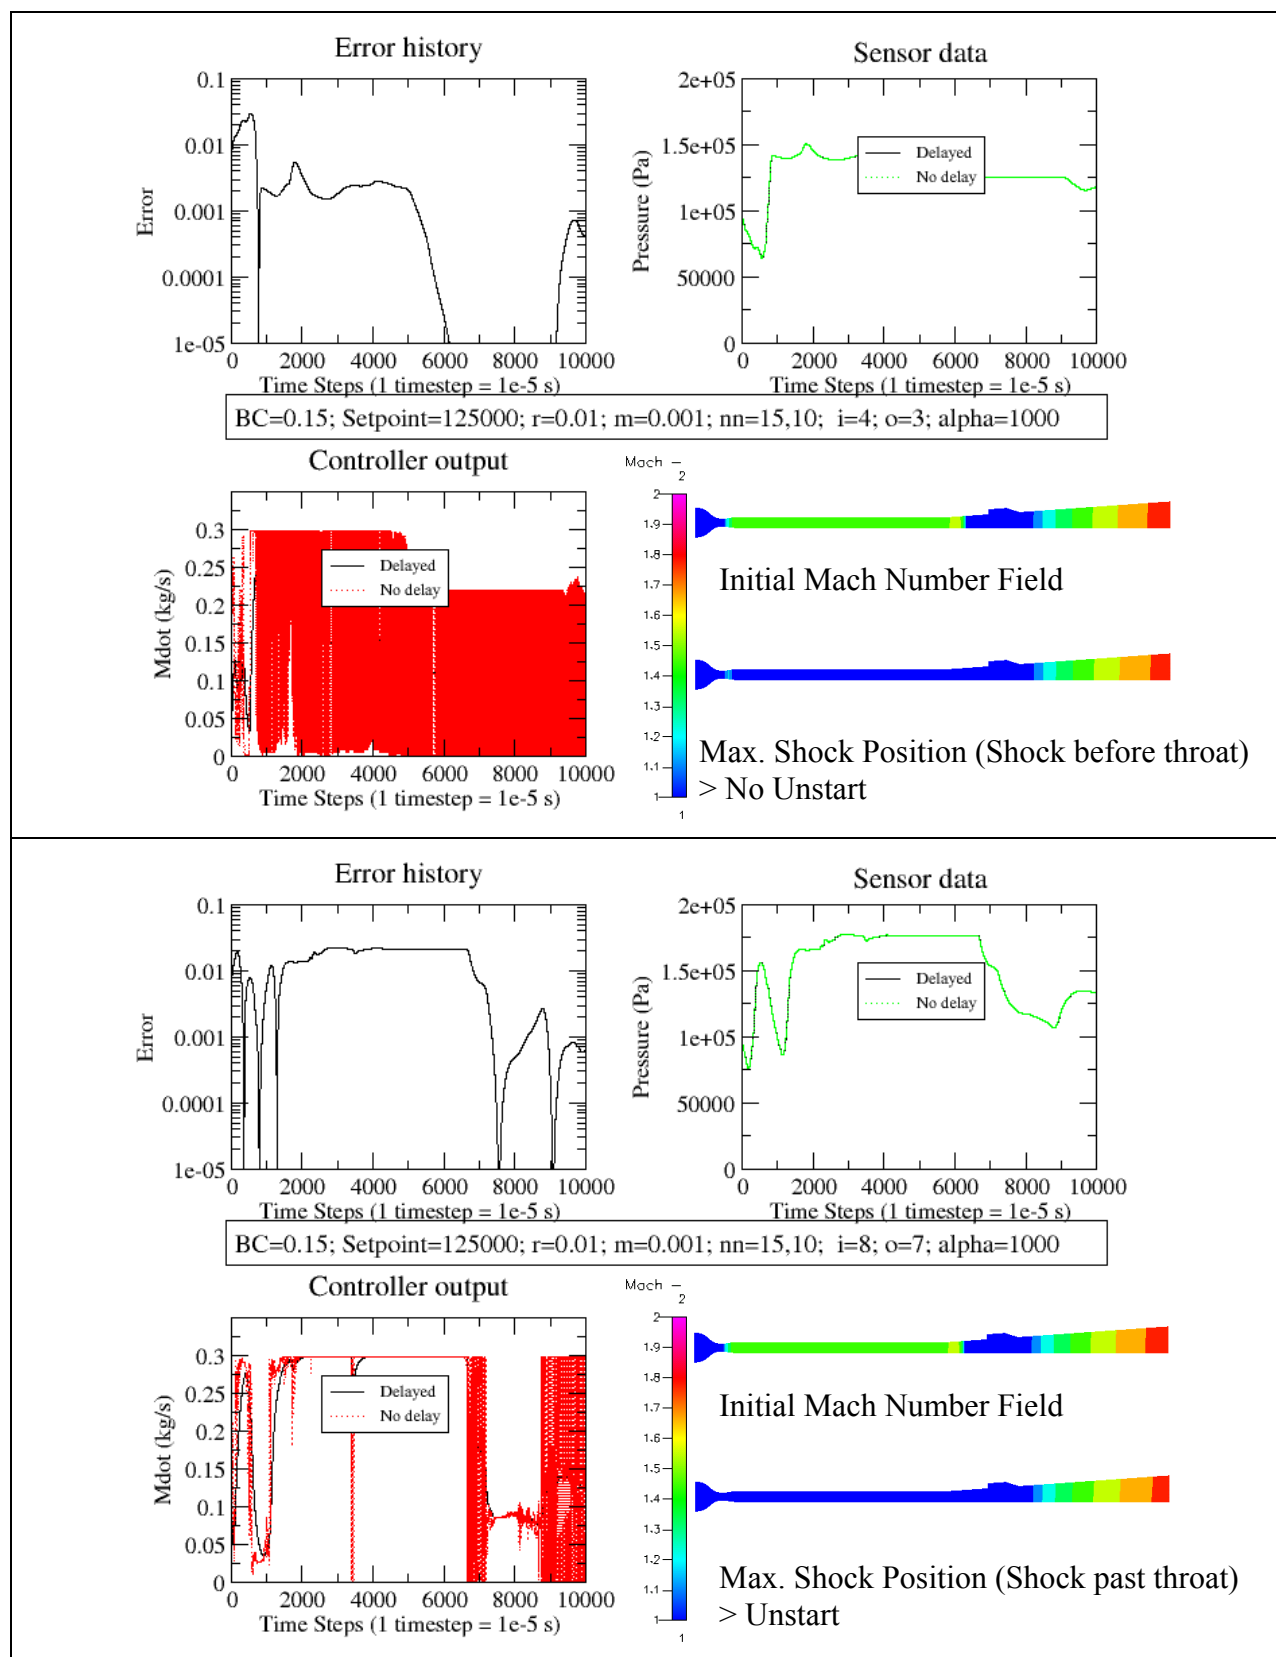 Error history
Sensor data
0.1
0.01
0.001
0.0001
1e-05
Error
0 2000 4000 6000 8000 10000
Time Steps (1 timestep = 1e-5 s)
2e+05
1.5e+05
1e+05
50000
0
Pressure (Pa)
Delayed
No delay
0 2000 4000 6000 8000 10000
Time Steps (1 timestep = 1e-5 s)
BC=0.15; Setpoint=125000; r=0.01; m=0.001; nn=15,10; i=4; o=3; alpha=1000
Controller output
0.3
0.25
0.2
0.15
0.1
0.05
0
Mdot (kg/s)
Delayed
No delay
0 2000 4000 6000 8000 10000
Time Steps (1 timestep = 1e-5 s)
Mach
2
2
1.9
1.8
1.7
1.6
1.5
1.4
1.3
1.2
1.1
1
1
Initial Mach Number Field
Max. Shock Position (Shock before throat)
> No Unstart
Error history
Sensor data
0.1
0.01
0.001
0.0001
1e-05
Error
0 2000 4000 6000 8000 10000
Time Steps (1 timestep = 1e-5 s)
2e+05
1.5e+05
1e+05
50000
0
Pressure (Pa)
Delayed
No delay
0 2000 4000 6000 8000 10000
Time Steps (1 timestep = 1e-5 s)
BC=0.15; Setpoint=125000; r=0.01; m=0.001; nn=15,10; i=8; o=7; alpha=1000
Controller output
0.3
0.25
0.2
0.15
0.1
0.05
0
Mdot (kg/s)
Delayed
No delay
0 2000 4000 6000 8000 10000
Time Steps (1 timestep = 1e-5 s)
Mach
2
2
1.9
1.8
1.7
1.6
1.5
1.4
1.3
1.2
1.1
1
1
Initial Mach Number Field
Max. Shock Position (Shock past throat)
> Unstart